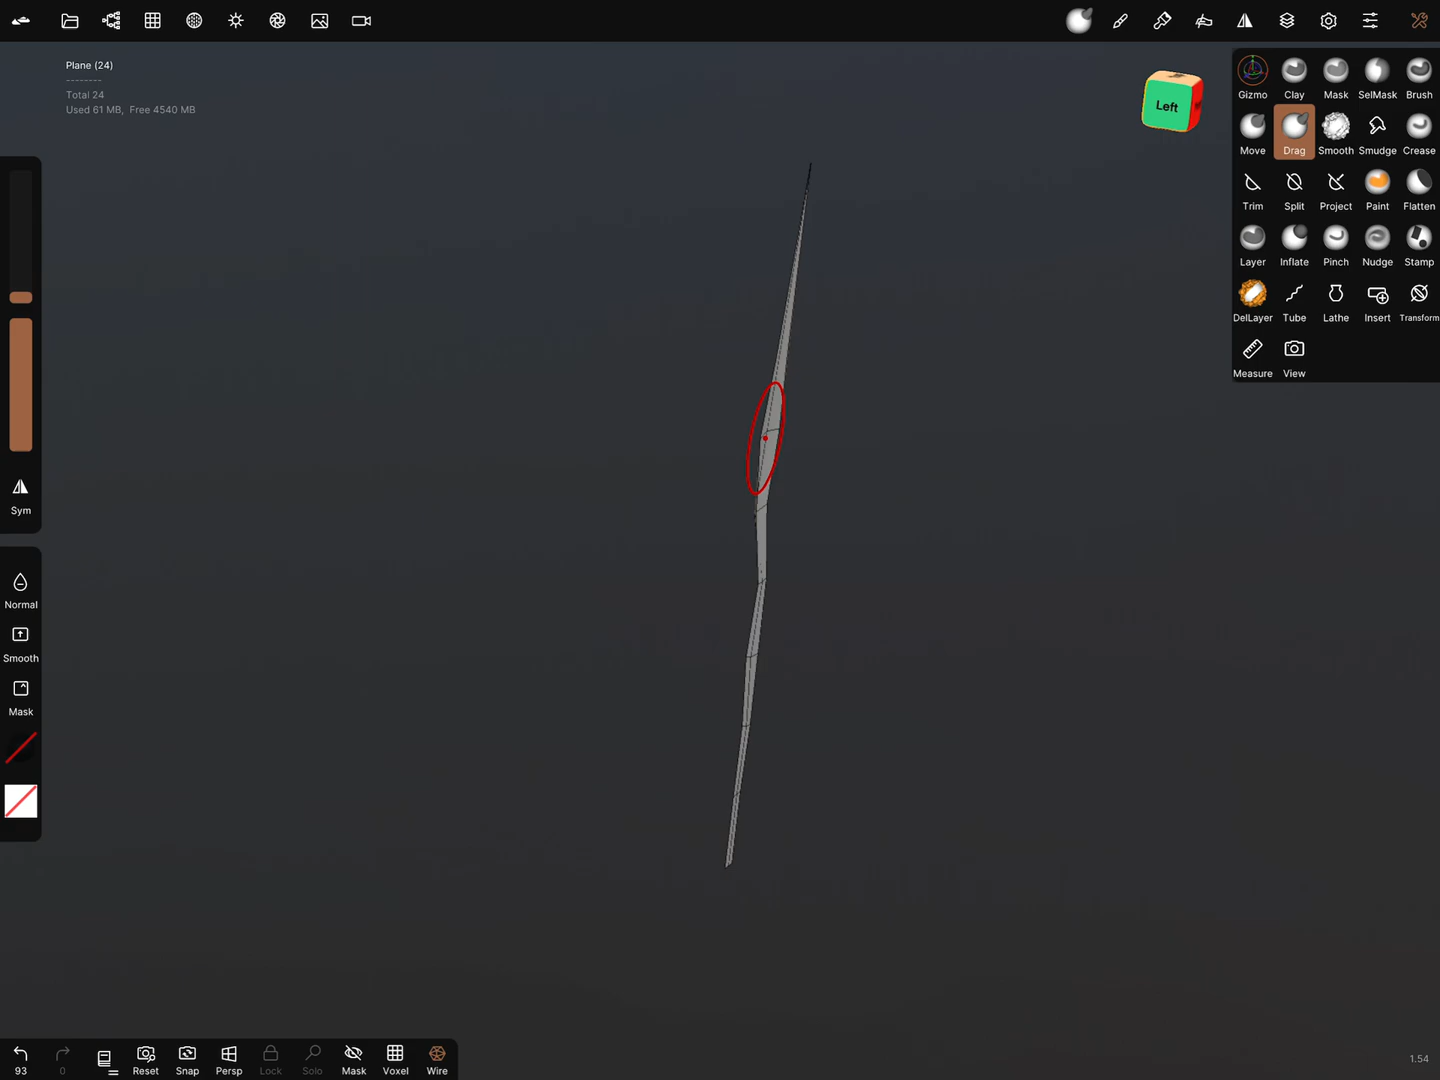 Plane (24)
--------
Total 24
Used 61 MB, Free 4540 MB
Left
Gizmo Clay Mask SelMask Brush
Move Drag Smooth Smudge Crease
Trim Split Project Paint Flatten
Layer Inflate Pinch Nudge Stamp
DelLayer Tube Lathe Insert Transform
Measure View
Sym
Normal
Smooth
Mask
93 0 Reset Snap Persp Lock Solo Mask Voxel Wire
1.54